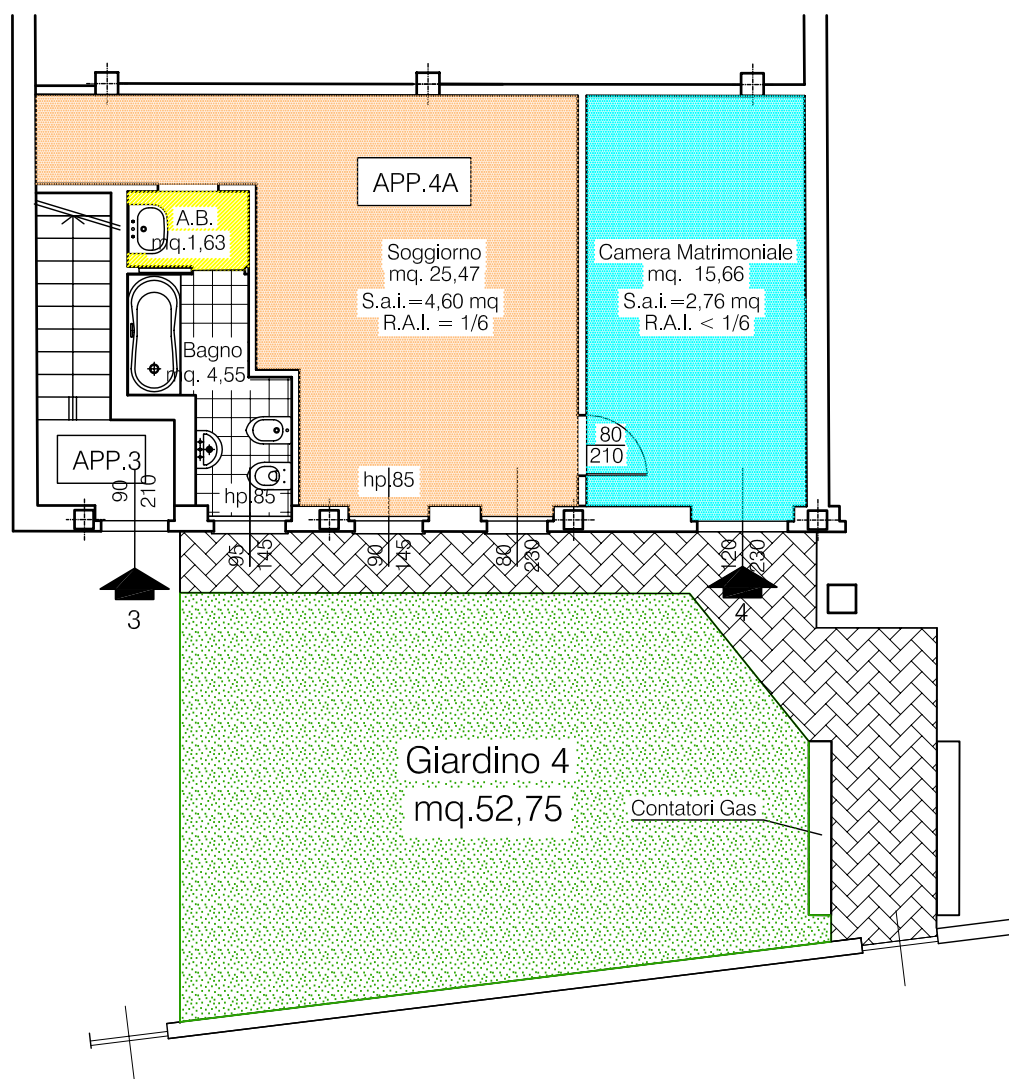 APP.4A
A.B.
mq.1,63
Soggiorno
mq. 25,47
S.a.i.=4,60 mq
R.A.I. = 1/6
Camera Matrimoniale
mq. 15,66
S.a.i.=2,76 mq
R.A.I. < 1/6
Bagno
mq. 4,55
80
210
APP.3
90
210
hp.85
hp.85
95
145
90
145
80
230
120
230
3
4
Giardino 4
mq.52,75
Contatori Gas